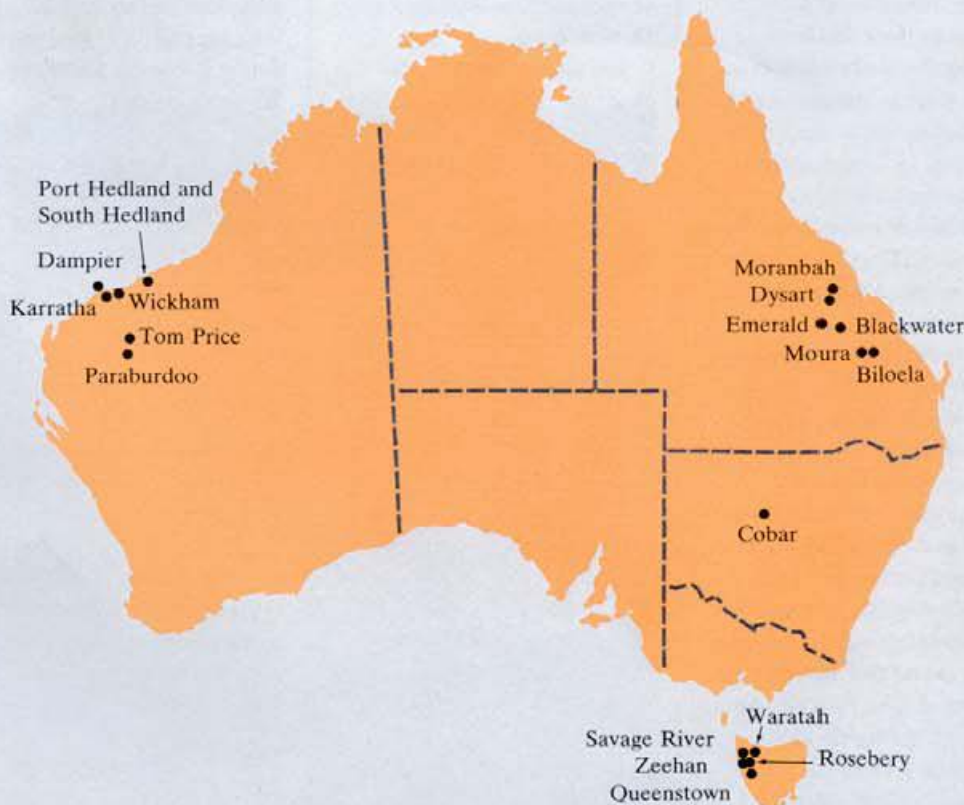 Port Hedland and
South Hedland
Dampier
Karratha
Wickham
Tom Price
Paraburdoo
Moranbah
Dysart
Emerald
Blackwater
Moura
Biloela
Cobar
Waratah
Savage River
Rosebery
Zeehan
Queenstown